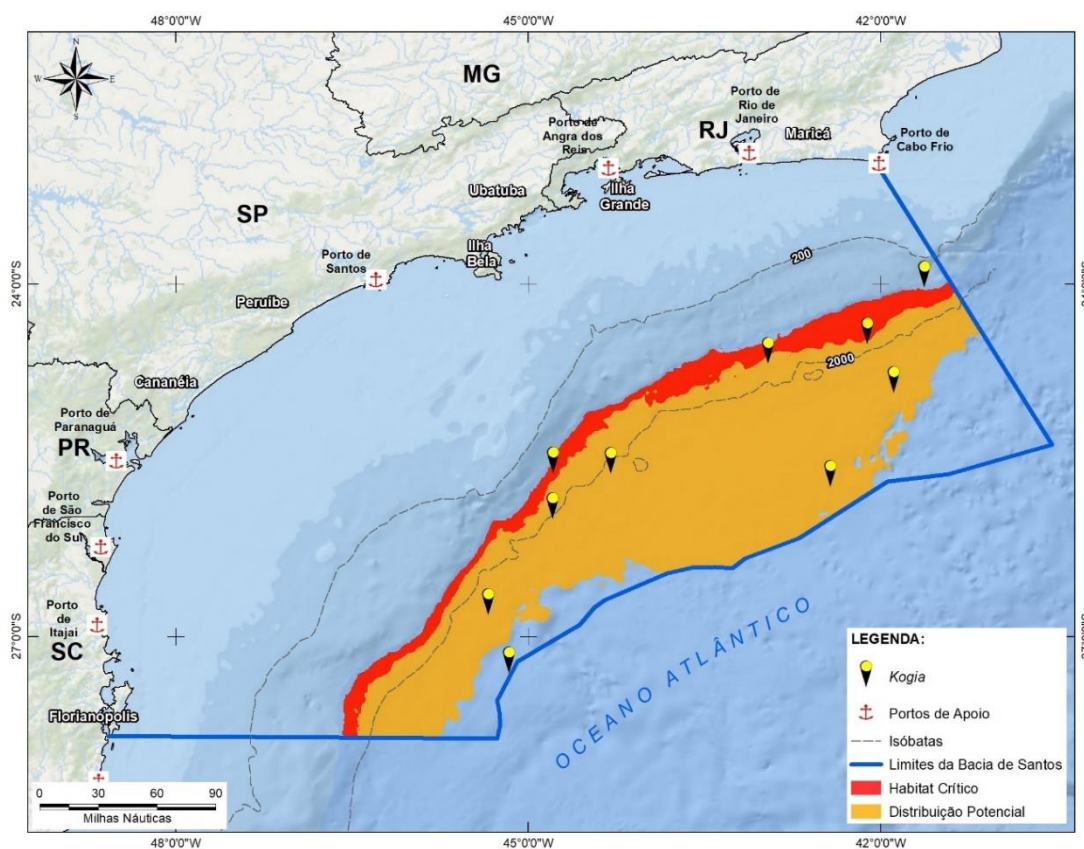 48°0'0"W
45°0'0"W
42°0'0"W
N
W
E
S
MG
Porto de
Rio de
Janeiro
RJ
Maricá
Porto de
Cabo Frio
Porto de
Angra dos
Reis
Ubatuba
Ilha
Grande
SP
Ilha
Bela
Porto de
Santos
200
24°0'0"S
Peruíbe
2000
Cananéia
Porto de
Paranaguá
PR
Porto
de São
Francisco
do Sul
Porto
de
Itajaí
SC
27°0'0"S
Florianópolis
OCEANO ATLÂNTICO
LEGENDA:
Kogia
Portos de Apoio
Isóbatas
Limites da Bacia de Santos
Habitat Crítico
Distribuição Potencial
0 30 60 90
Milhas Náuticas
48°0'0"W
45°0'0"W
42°0'0"W